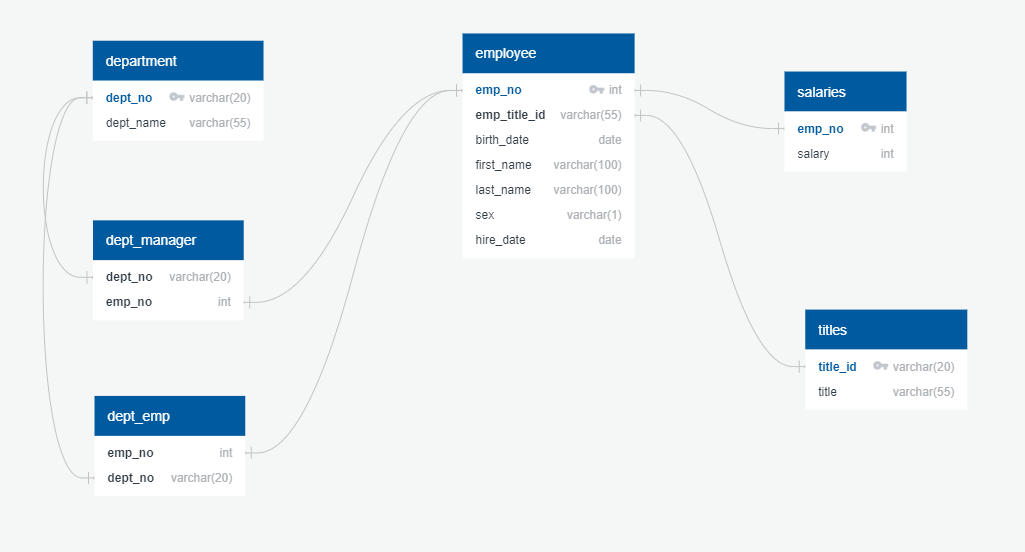 department
dept_no varchar(20)
dept_name varchar(55)
dept_manager
dept_no varchar(20)
emp_no int
dept_emp
emp_no int
dept_no varchar(20)
employee
emp_no int
emp_title_id varchar(55)
birth_date date
first_name varchar(100)
last_name varchar(100)
sex varchar(1)
hire_date date
salaries
emp_no int
salary int
titles
title_id varchar(20)
title varchar(55)